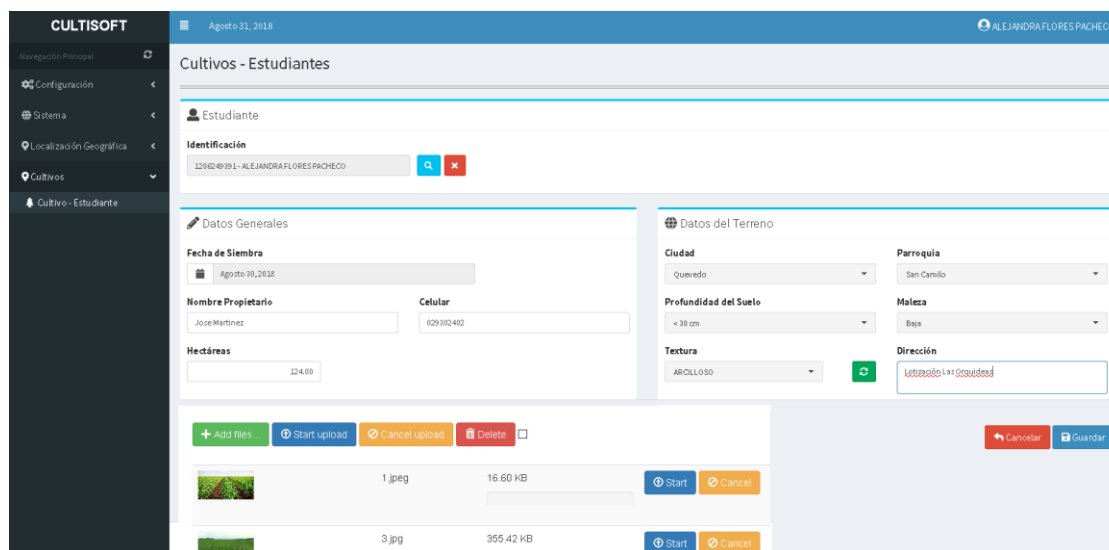 CULTISOFT
Agosto 31, 2018
ALEJANDRA FLORES PACHEC
Navegación Principal
Configuración
Sistema
Localización Geográfica
Cultivos
Cultivo - Estudiante
Cultivos - Estudiantes
Estudiante
Identificación
1206249391 - ALEJANDRA FLORES PACHECO
Datos Generales
Fecha de Siembra
Agosto 30, 2018
Nombre Propietario Celular
Jose Martinez 029302402
Hectáreas
124.00
Datos del Terreno
Ciudad Parroquia
Quevedo San Camilo
Profundidad del Suelo Maleza
< 30 cm Baja
Textura Dirección
ARCILLOSO Lotización Las Orquideas
Add files... Start upload Cancel upload Delete
Cancelar Guardar
1.jpeg 16.60 KB Start Cancel
3.jpg 355.42 KB Start Cancel